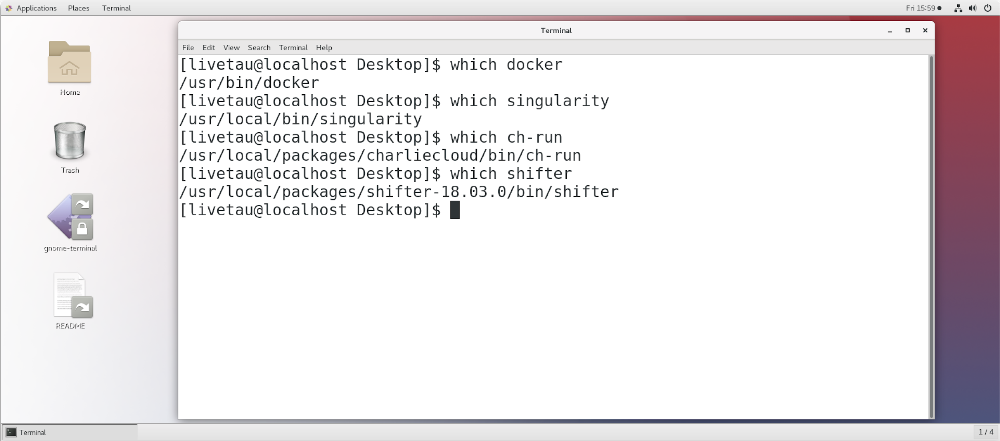 Applications Places Terminal Fri 15:59
Terminal
File Edit View Search Terminal Help
[livetau@localhost Desktop]$ which docker
/usr/bin/docker
[livetau@localhost Desktop]$ which singularity
/usr/local/bin/singularity
[livetau@localhost Desktop]$ which ch-run
/usr/local/packages/charliecloud/bin/ch-run
[livetau@localhost Desktop]$ which shifter
/usr/local/packages/shifter-18.03.0/bin/shifter
[livetau@localhost Desktop]$
Home
Trash
gnome-terminal
README
Terminal 1 / 4